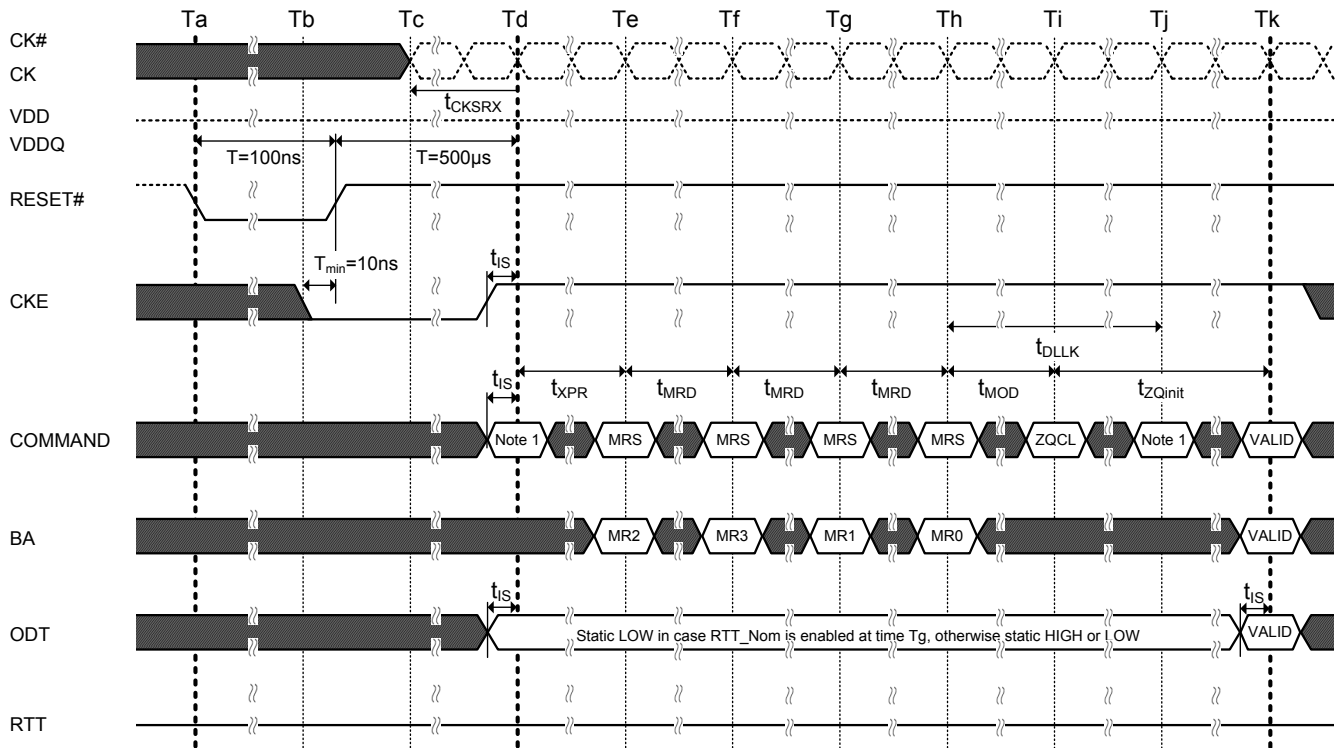 Ta Tb Tc Td Te Tf Tg Th Ti Tj Tk
CK#
CK
tCKSRX
VDD
VDDQ
T=100ns T=500µs
RESET#
Tmin=10ns tIS
CKE
tDLLK
tIS tXPR tMRD tMRD tMRD tMOD tZQinit
COMMAND Note 1 MRS MRS MRS MRS ZQCL Note 1 VALID
BA MR2 MR3 MR1 MR0 VALID
tIS tIS
ODT Static LOW in case RTT_Nom is enabled at time Tg, otherwise static HIGH or LOW VALID
RTT